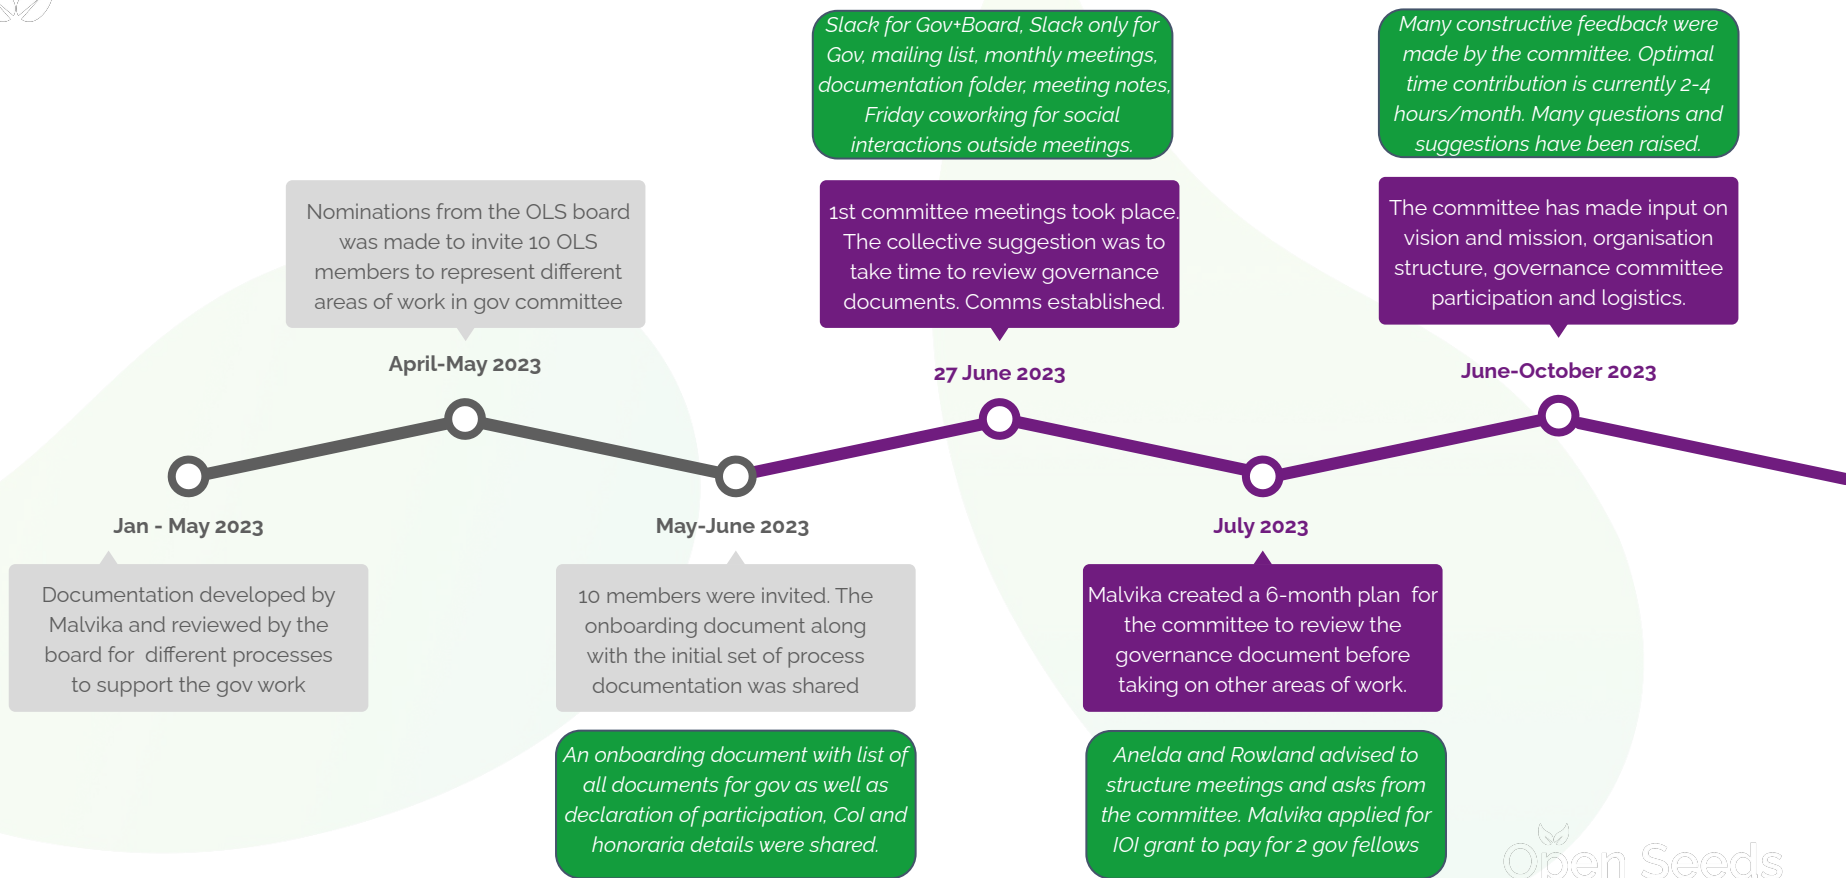 Slack for Gov+Board, Slack only for
Gov, mailing list, monthly meetings,
documentation folder, meeting notes,
Friday coworking for social
interactions outside meetings.
Many constructive feedback were
made by the committee. Optimal
time contribution is currently 2-4
hours/month. Many questions and
suggestions have been raised.
Nominations from the OLS board
was made to invite 10 OLS
members to represent different
areas of work in gov committee
1st committee meetings took place.
The collective suggestion was to
take time to review governance
documents. Comms established.
The committee has made input on
vision and mission, organisation
structure, governance committee
participation and logistics.
April-May 2023
27 June 2023
June-October 2023
Jan - May 2023
May-June 2023
July 2023
Documentation developed by
Malvika and reviewed by the
board for  different processes
to support the gov work
10 members were invited. The
onboarding document along
with the initial set of process
documentation was shared
Malvika created a 6-month plan  for
the committee to review the
governance document before
taking on other areas of work.
An onboarding document with list of
all documents for gov as well as
declaration of participation, CoI and
honoraria details were shared.
Anelda and Rowland advised to
structure meetings and asks from
the committee. Malvika applied for
IOI grant to pay for 2 gov fellows
Open Seeds